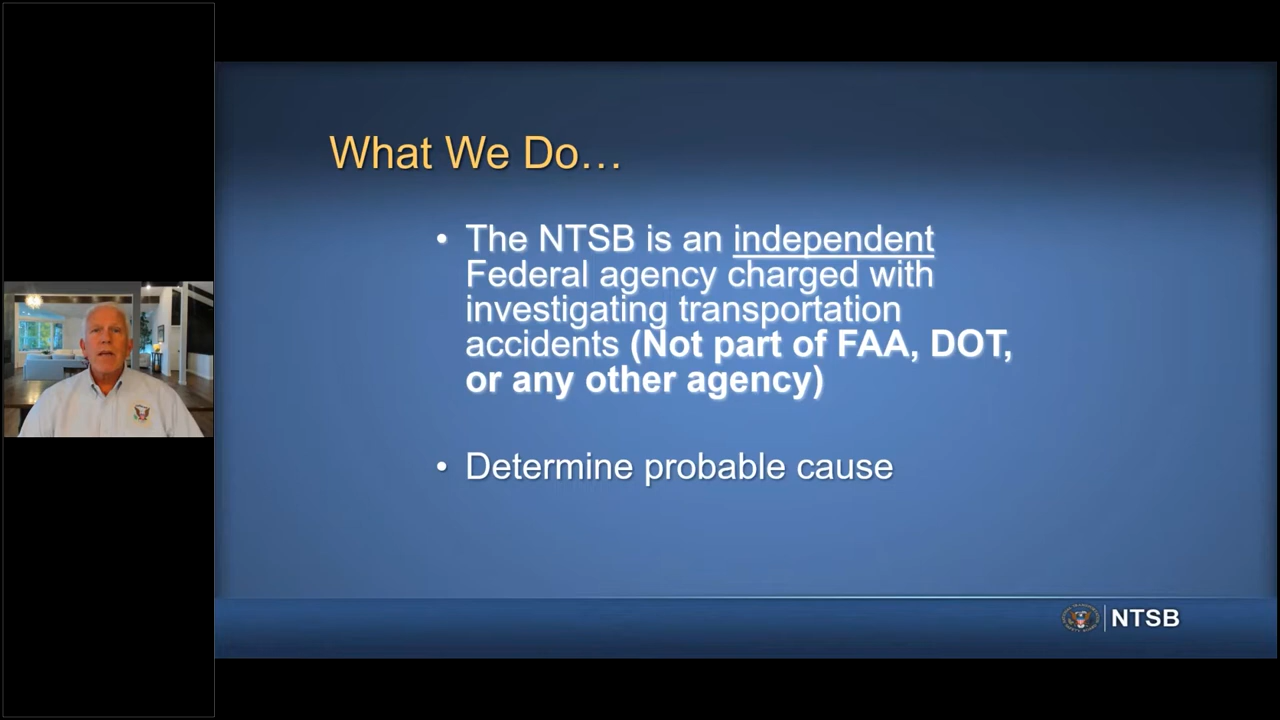 What We Do…
• The NTSB is an independent
Federal agency charged with
investigating transportation
accidents (Not part of FAA, DOT,
or any other agency)
• Determine probable cause
NTSB